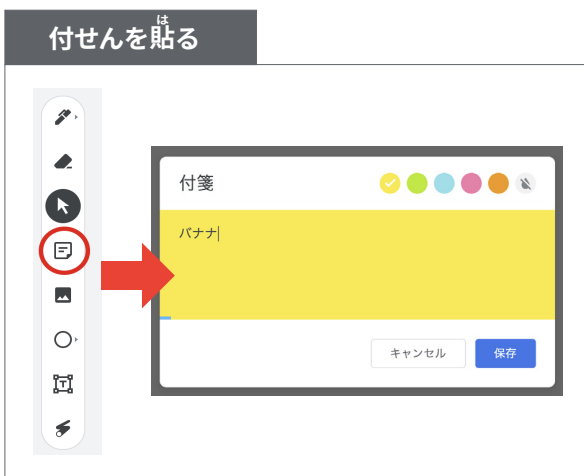 付せんを貼る
は
付箋
バナナ
キャンセル
保存